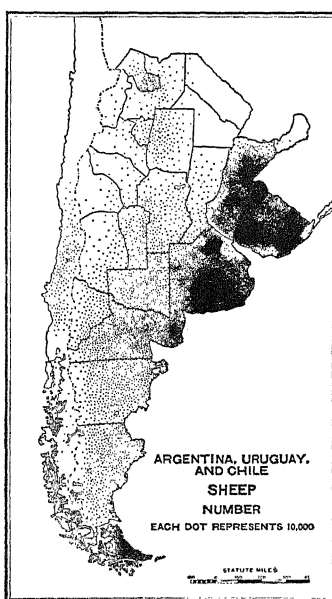 ARGENTINA, URUGUAY,
AND CHILE
SHEEP
NUMBER
EACH DOT REPRESENTS 10,000
STATUTE MILES